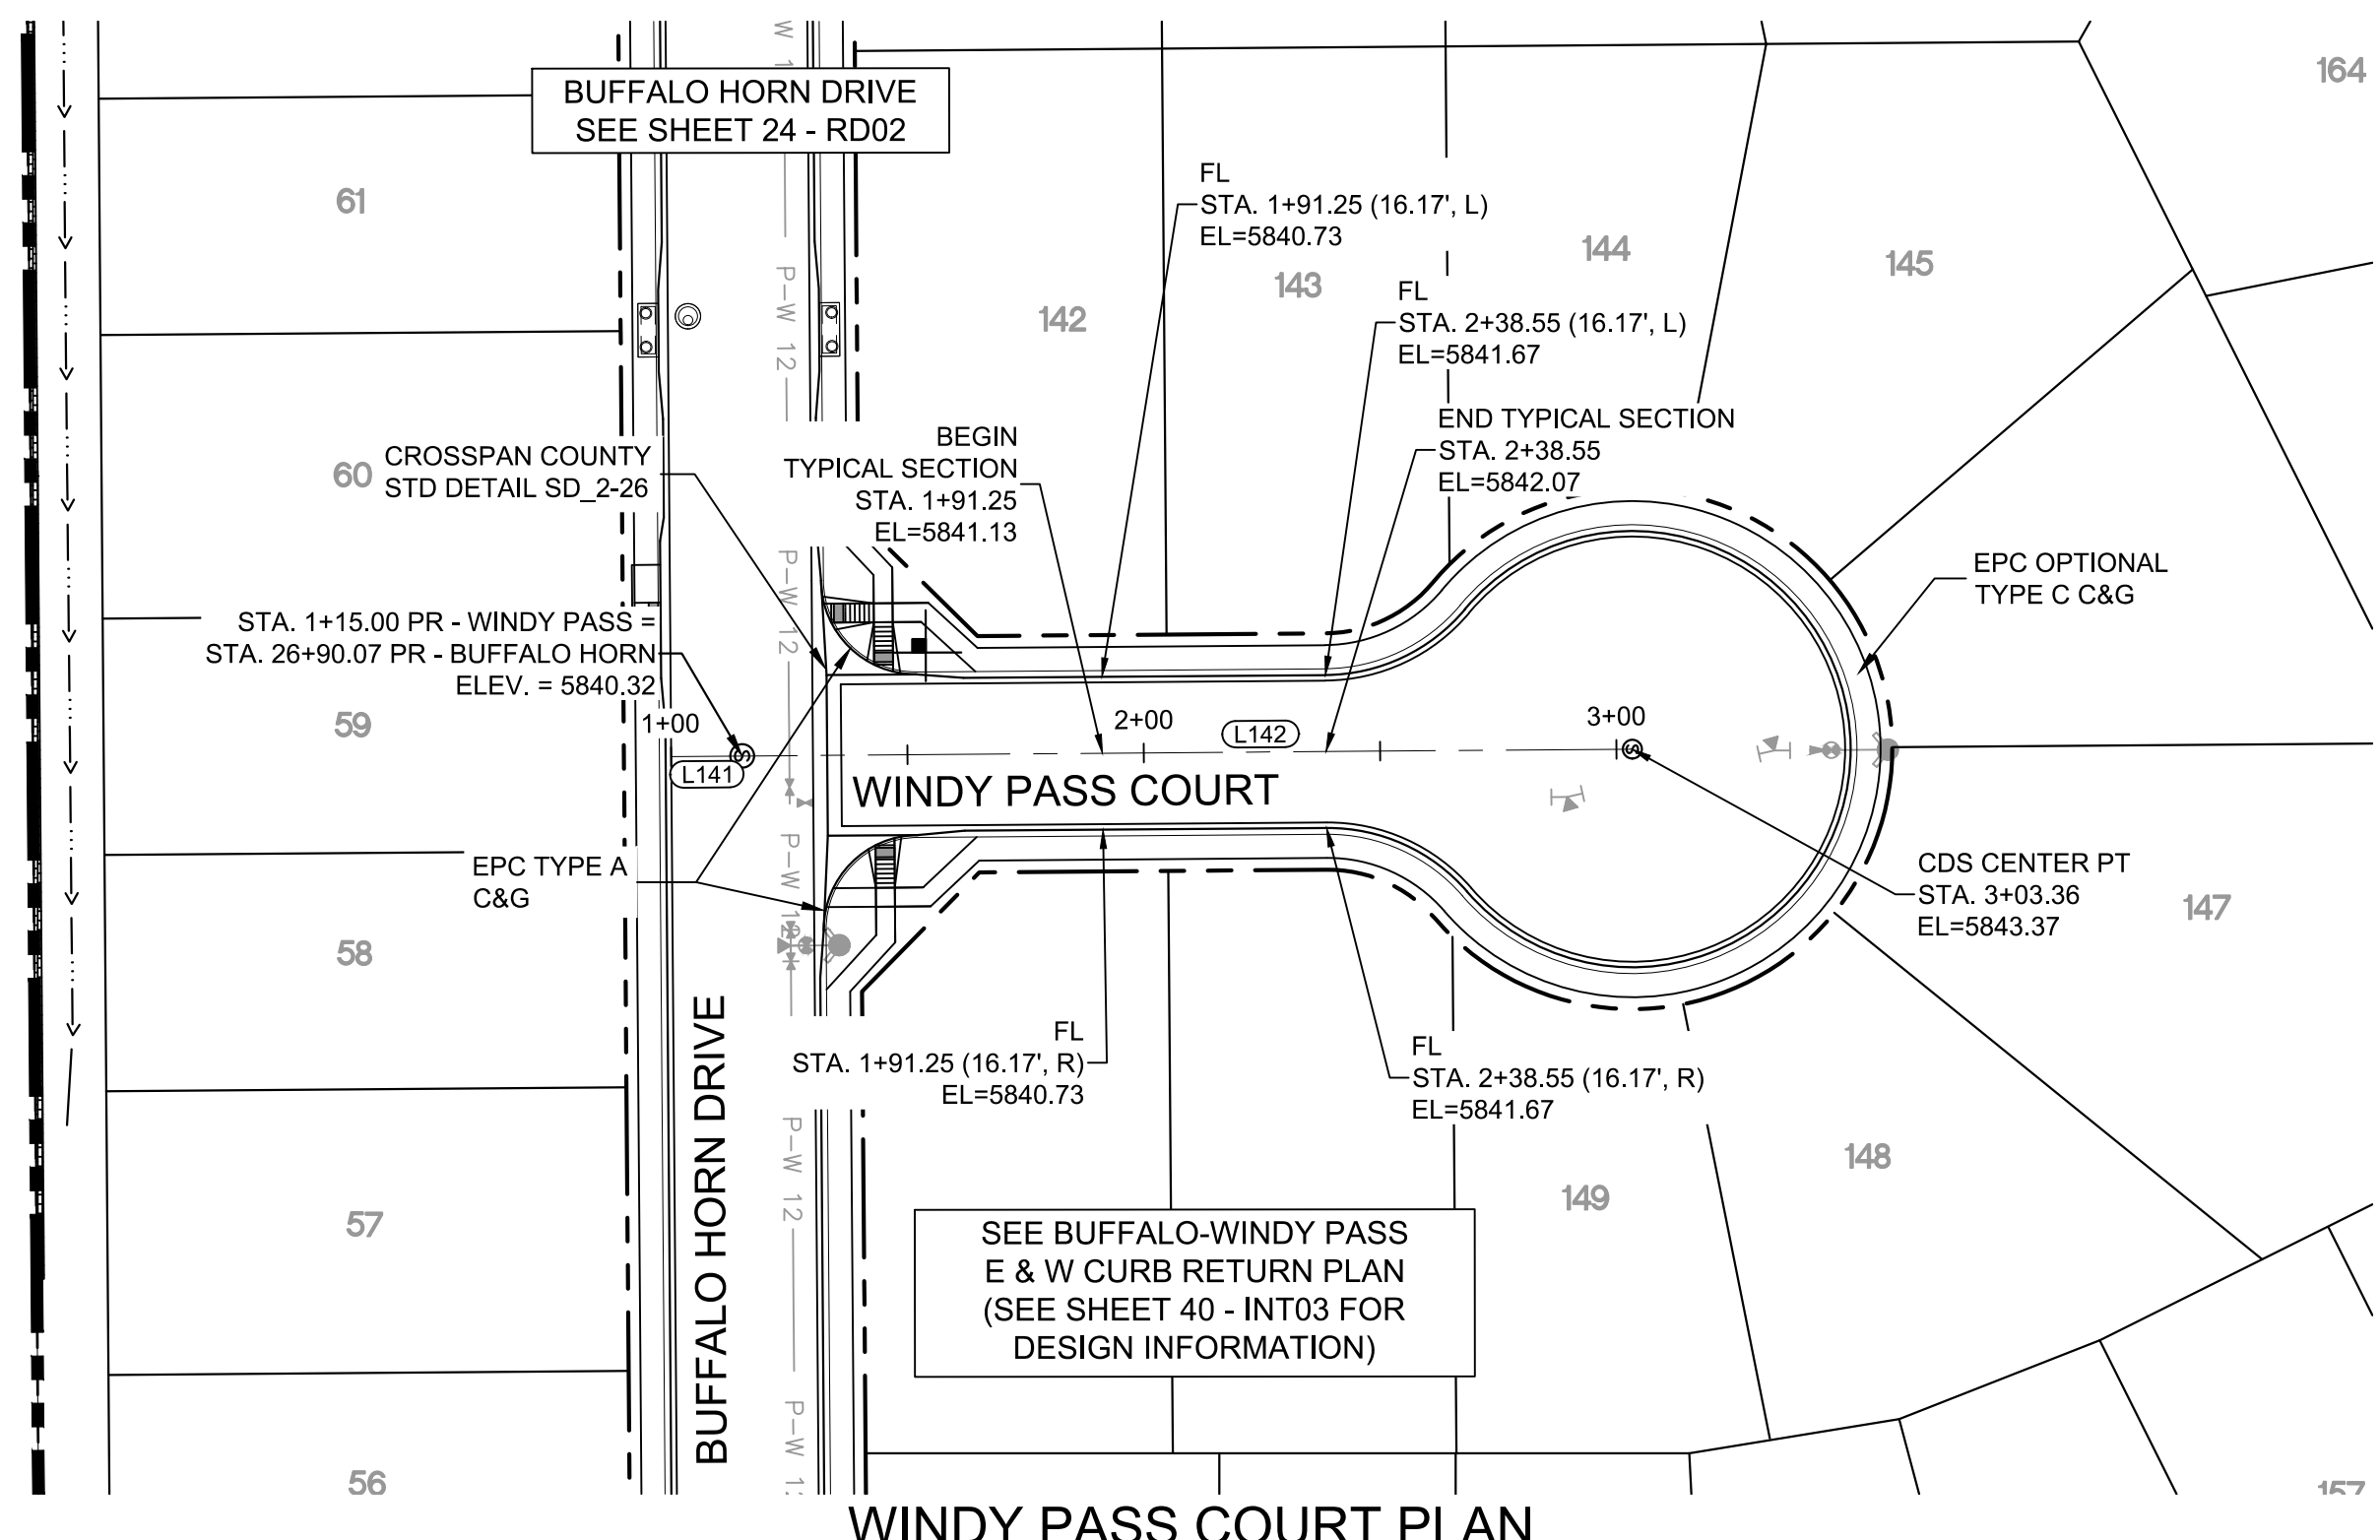 BUFFALO HORN DRIVE
SEE SHEET 24 - RD02
164
61
FL
STA. 1+91.25 (16.17', L)
EL=5840.73
144
145
143
142
FL
STA. 2+38.55 (16.17', L)
EL=5841.67
END TYPICAL SECTION
STA. 2+38.55
EL=5842.07
BEGIN
TYPICAL SECTION
STA. 1+91.25
EL=5841.13
60
CROSSPAN COUNTY
STD DETAIL SD_2-26
EPC OPTIONAL
TYPE C C&G
STA. 1+15.00 PR - WINDY PASS =
STA. 26+90.07 PR - BUFFALO HORN
ELEV. = 5840.32
59
1+00
2+00
L142
3+00
L141
WINDY PASS COURT
EPC TYPE A
C&G
CDS CENTER PT
STA. 3+03.36
EL=5843.37
147
58
FL
STA. 1+91.25 (16.17', R)
EL=5840.73
FL
STA. 2+38.55 (16.17', R)
EL=5841.67
148
149
57
BUFFALO HORN DRIVE
SEE BUFFALO-WINDY PASS
E & W CURB RETURN PLAN
(SEE SHEET 40 - INT03 FOR
DESIGN INFORMATION)
56
157
P-W 12
P-W 12
P-W 12
P-W 12
P-W 12
WINDY PASS COURT PLAN